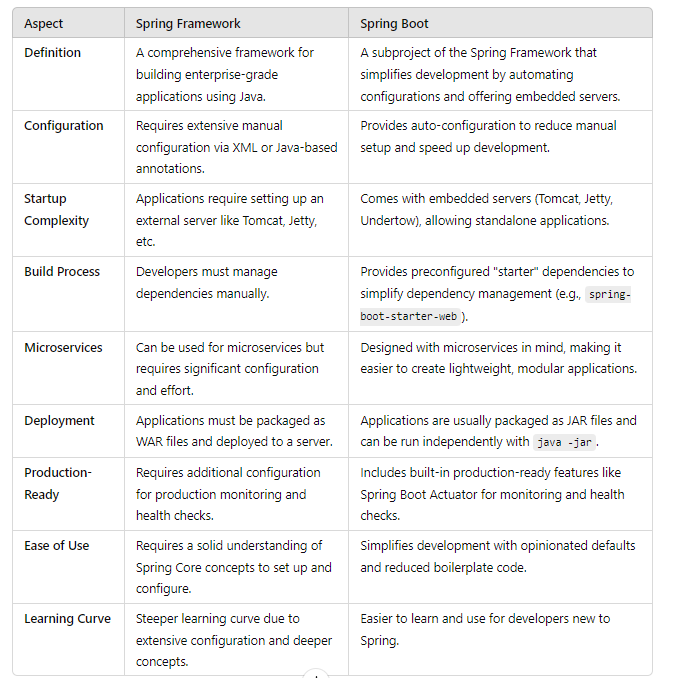 Aspect Spring Framework Spring Boot
Definition A comprehensive framework for A subproject of the Spring Framework that
building enterprise-grade simplifies development by automating
applications using Java. configurations and offering embedded servers.
Configuration Requires extensive manual Provides auto-configuration to reduce manual
configuration via XML or Java-based setup and speed up development.
annotations.
Startup Applications require setting up an Comes with embedded servers (Tomcat, Jetty,
Complexity external server like Tomcat, Jetty, Undertow), allowing standalone applications.
etc.
Build Process Developers must manage Provides preconfigured "starter" dependencies to
dependencies manually. simplify dependency management (e.g., spring-
boot-starter-web ).
Microservices Can be used for microservices but Designed with microservices in mind, making it
requires significant configuration easier to create lightweight, modular applications.
and effort.
Deployment Applications must be packaged as Applications are usually packaged as JAR files and
WAR files and deployed to a server. can be run independently with java -jar .
Production- Requires additional configuration Includes built-in production-ready features like
Ready for production monitoring and Spring Boot Actuator for monitoring and health
health checks. checks.
Ease of Use Requires a solid understanding of Simplifies development with opinionated defaults
Spring Core concepts to set up and and reduced boilerplate code.
configure.
Learning Curve Steeper learning curve due to Easier to learn and use for developers new to
extensive configuration and deeper Spring.
concepts.